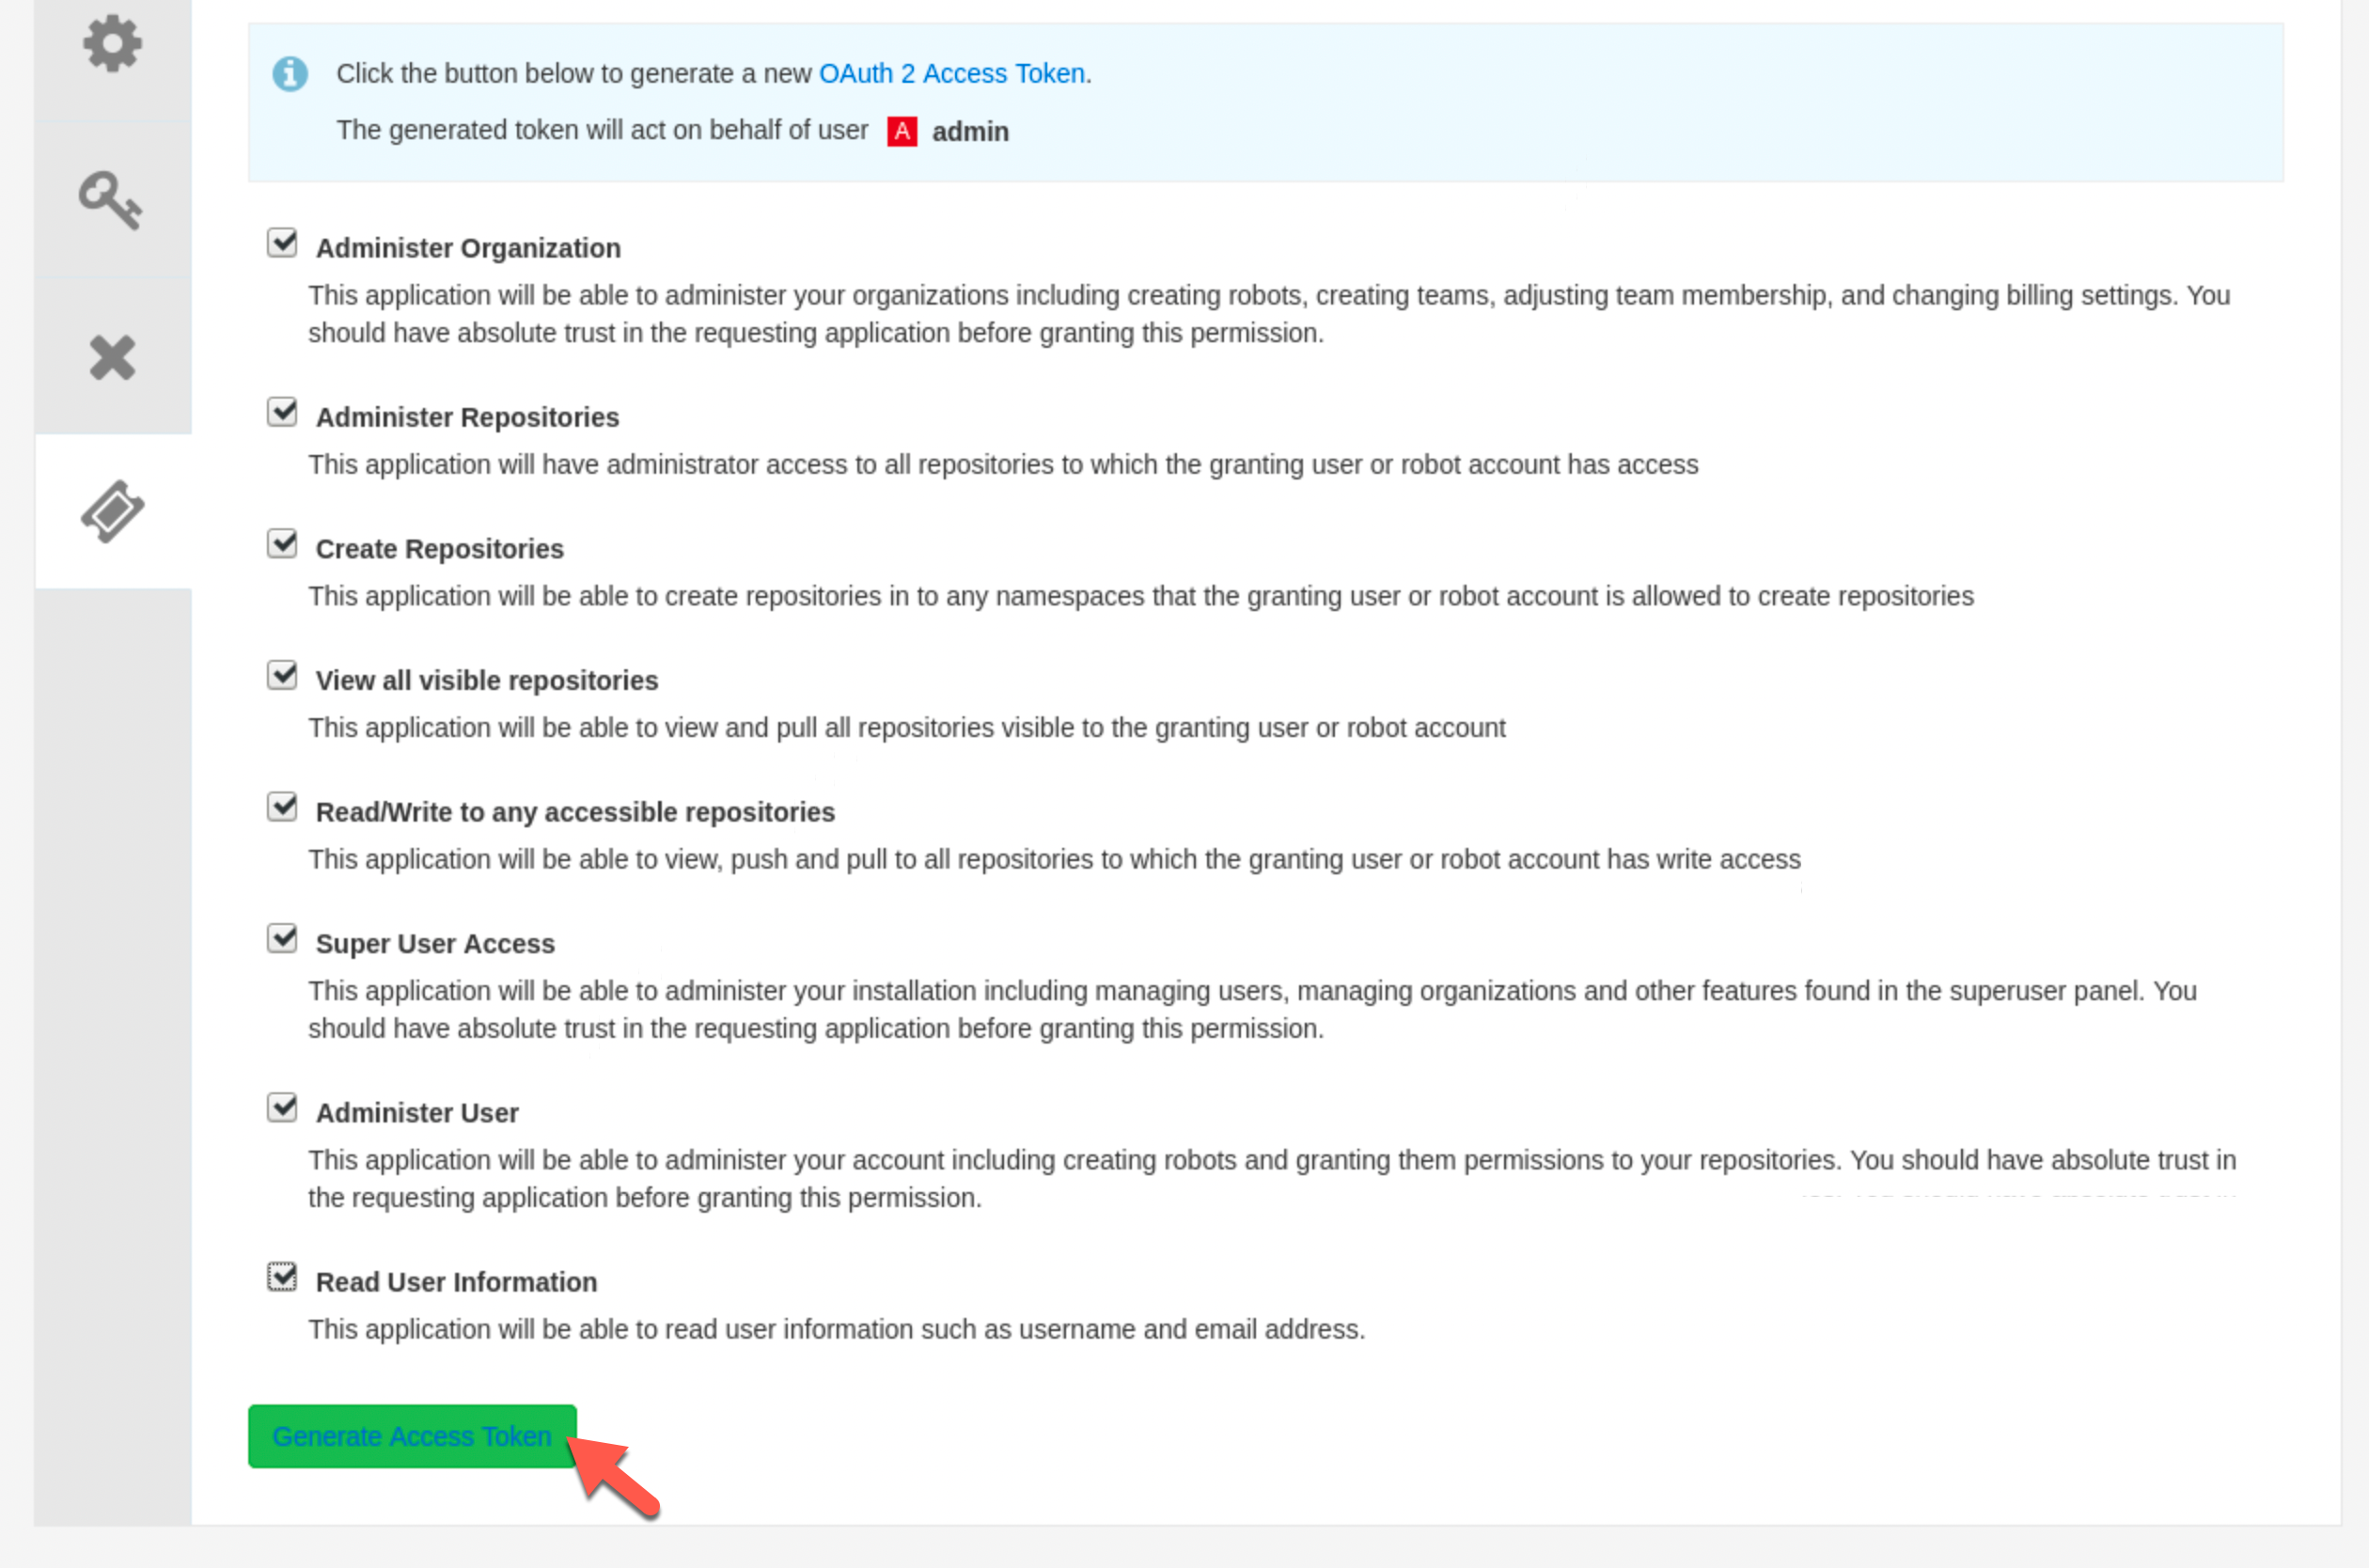 Click the button below to generate a new OAuth 2 Access Token.
The generated token will act on behalf of user A admin
Administer Organization
This application will be able to administer your organizations including creating robots, creating teams, adjusting team membership, and changing billing settings. You
should have absolute trust in the requesting application before granting this permission.
Administer Repositories
This application will have administrator access to all repositories to which the granting user or robot account has access
Create Repositories
This application will be able to create repositories in to any namespaces that the granting user or robot account is allowed to create repositories
View all visible repositories
This application will be able to view and pull all repositories visible to the granting user or robot account
Read/Write to any accessible repositories
This application will be able to view, push and pull to all repositories to which the granting user or robot account has write access
Super User Access
This application will be able to administer your installation including managing users, managing organizations and other features found in the superuser panel. You
should have absolute trust in the requesting application before granting this permission.
Administer User
This application will be able to administer your account including creating robots and granting them permissions to your repositories. You should have absolute trust in
the requesting application before granting this permission.
Read User Information
This application will be able to read user information such as username and email address.
Generate Access Token